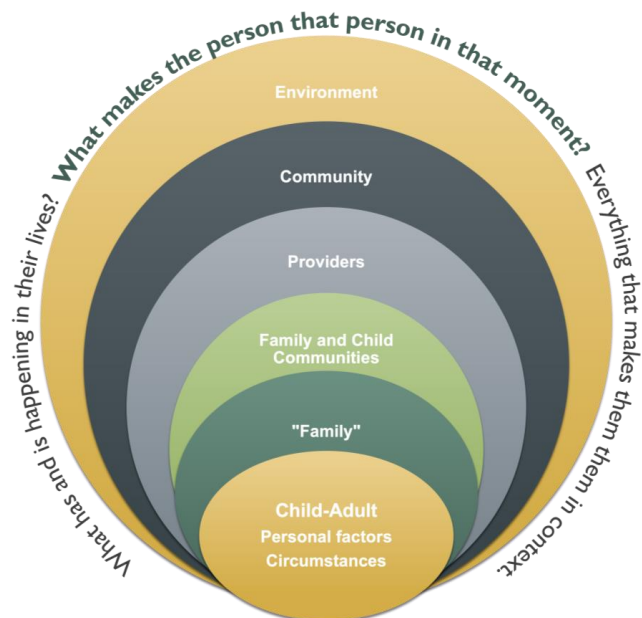 What has and is happening in their lives?
What makes the person that person in that moment?
Everything that makes them them in context.
Environment
Community
Providers
Family and Child
Communities
"Family"
Child-Adult
Personal factors
Circumstances